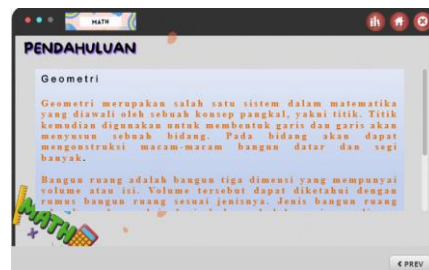 MATH
PENDAHULUAN
Geometri
Geometri merupakan salah satu sistem dalam matematika
yang diawali oleh sebuah konsep pangkal, yakni titik. Titik
kemudian digunakan untuk membentuk garis dan garis akan
menyusun sebuah bidang. Pada bidang akan dapat
mengonstruksi macam-macam bangun datar dan segi
banyak.
Bangun ruang adalah bangun tiga dimensi yang mempunyai
volume atau isi. Volume tersebut dapat diketahui dengan
rumus bangun ruang sesuai jenisnya. Jenis bangun ruang
MATH
< PREV